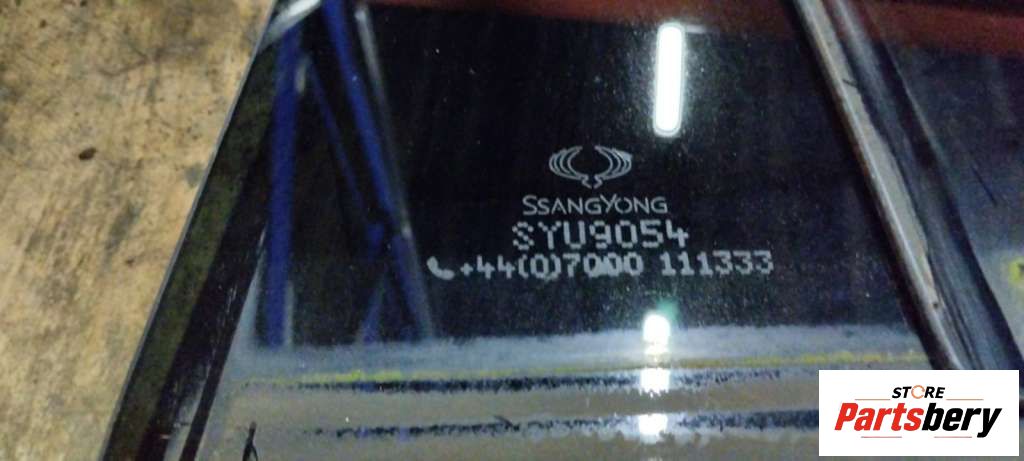 SSANGYONG
SYU9054
+44(0)7000 111333
STORE
Partsbery